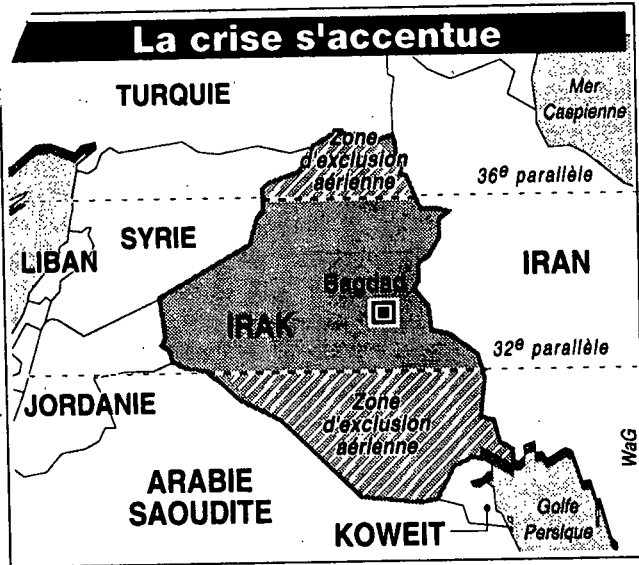 La crise s'accentue
TURQUIE
Mer
Caspienne
Zone
d'exclusion
aérienne
36e parallèle
SYRIE
LIBAN
IRAN
Bagdad
IRAK
32e parallèle
JORDANIE
Zone
d'exclusion
aérienne
WaG
ARABIE
SAOUDITE
KOWEIT
Golfe
Persique